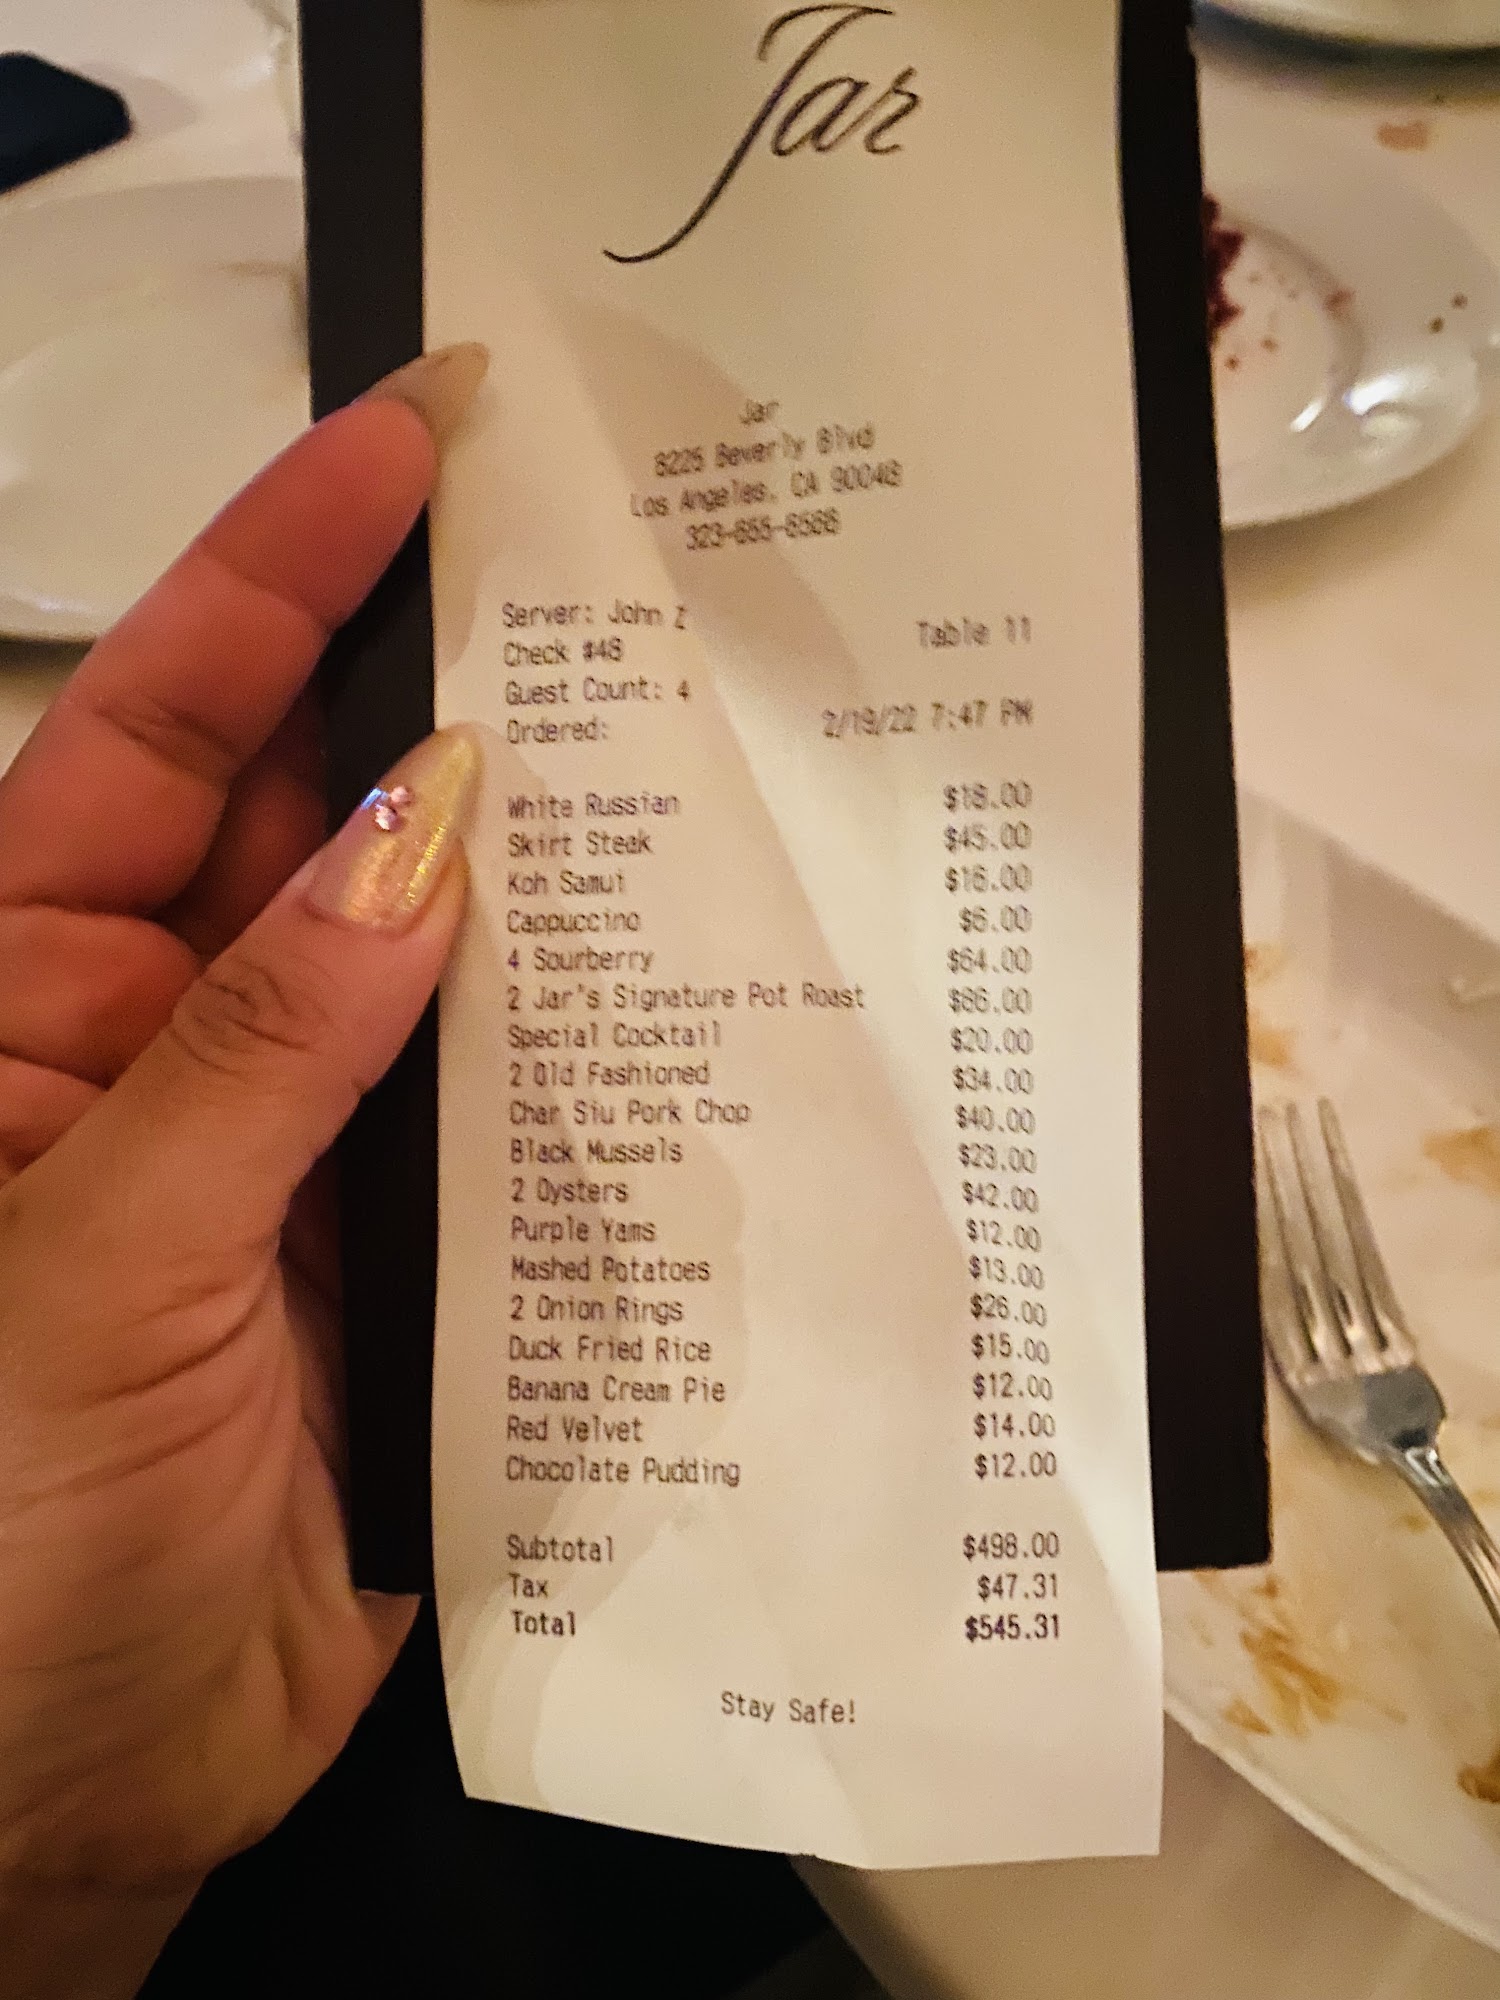 Jar
Jar
8225 Beverly Blvd
Los Angeles, CA 90048
323-655-6566
Server: John Z
Table 11
Check #48
Guest Count: 4
Ordered: 2/19/22 7:47 PM
White Russian $18.00
Skirt Steak $45.00
Koh Samui $16.00
Cappuccino $6.00
4 Sourberry $64.00
2 Jar's Signature Pot Roast $86.00
Special Cocktail $20.00
2 Old Fashioned $34.00
Char Siu Pork Chop $40.00
Black Mussels $23.00
2 Oysters $42.00
Purple Yams $12.00
Mashed Potatoes $13.00
2 Onion Rings $26.00
Duck Fried Rice $15.00
Banana Cream Pie $12.00
Red Velvet $14.00
Chocolate Pudding $12.00
Subtotal $498.00
Tax $47.31
Total $545.31
Stay Safe!